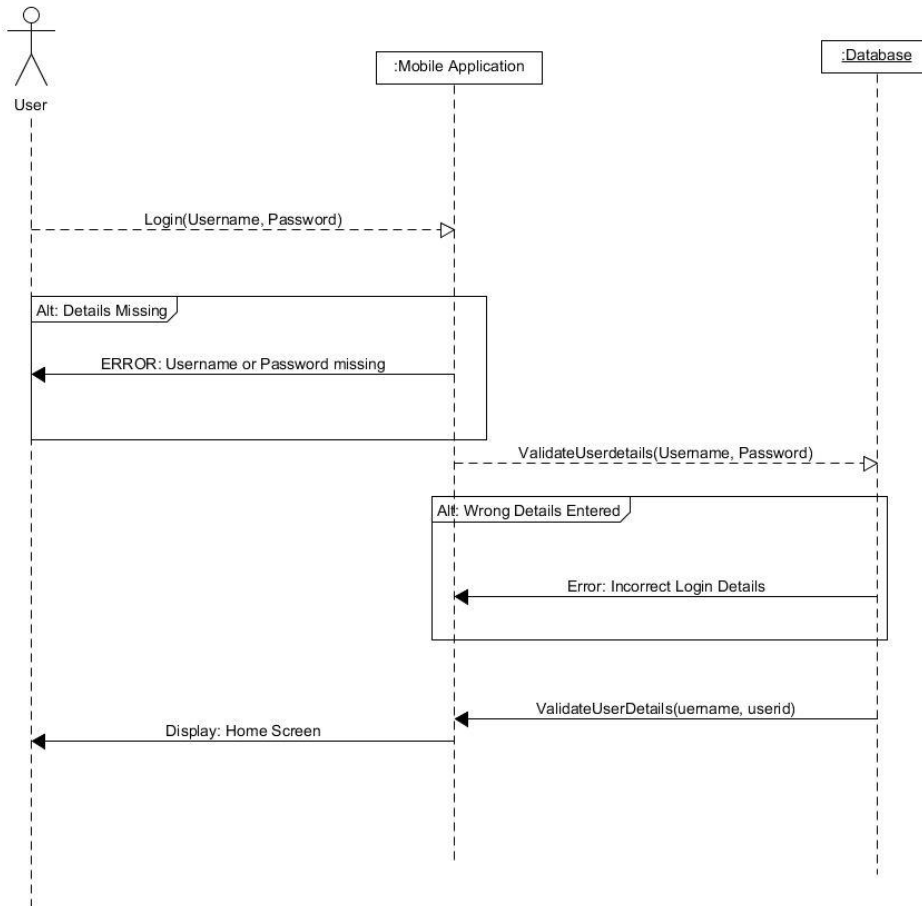 :Database
:Mobile Application
User
Login(Username, Password)
Alt: Details Missing
ERROR: Username or Password missing
ValidateUserdetails(Username, Password)
Alt: Wrong Details Entered
Error: Incorrect Login Details
ValidateUserDetails(uername, userid)
Display: Home Screen